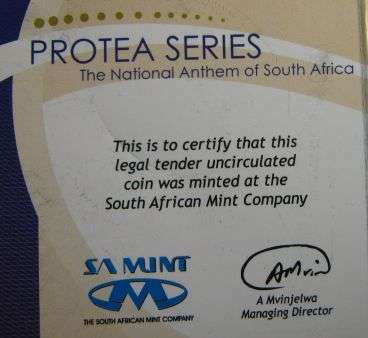 PROTEA SERIES
The National Anthem of South Africa
This is to certify that this
legal tender uncirculated
coin was minted at the
South African Mint Company
SA MINT
THE SOUTH AFRICAN MINT COMPANY
A Mvinjelwa
Managing Director